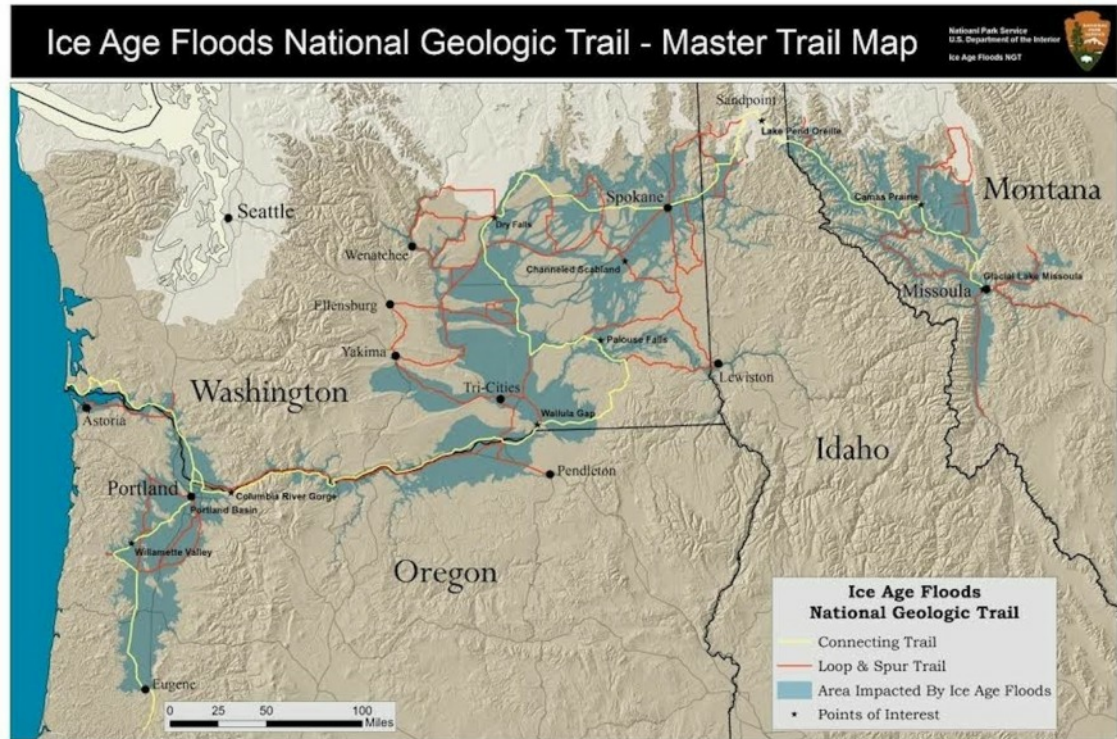 Ice Age Floods National Geologic Trail - Master Trail Map
Natioanl Park Service
U.S. Department of the Interior
Ice Age Floods NGT
Sandpoint
Lake Pend Oreille
Montana
Camas Prairie
Spokane
Seattle
Dry Falls
Wenatchee
Channeled Scabland
Glacial Lake Missoula
Missoula
Ellensburg
Palouse Falls
Yakima
Lewiston
Washington
Tri-Cities
Astoria
Wallula Gap
Idaho
Pendleton
Portland
Columbia River Gorge
Portland Basin
Willamette Valley
Oregon
Eugene
Ice Age Floods
National Geologic Trail
Connecting Trail
Loop & Spur Trail
Area Impacted By Ice Age Floods
Points of Interest
0 25 50 100
Miles